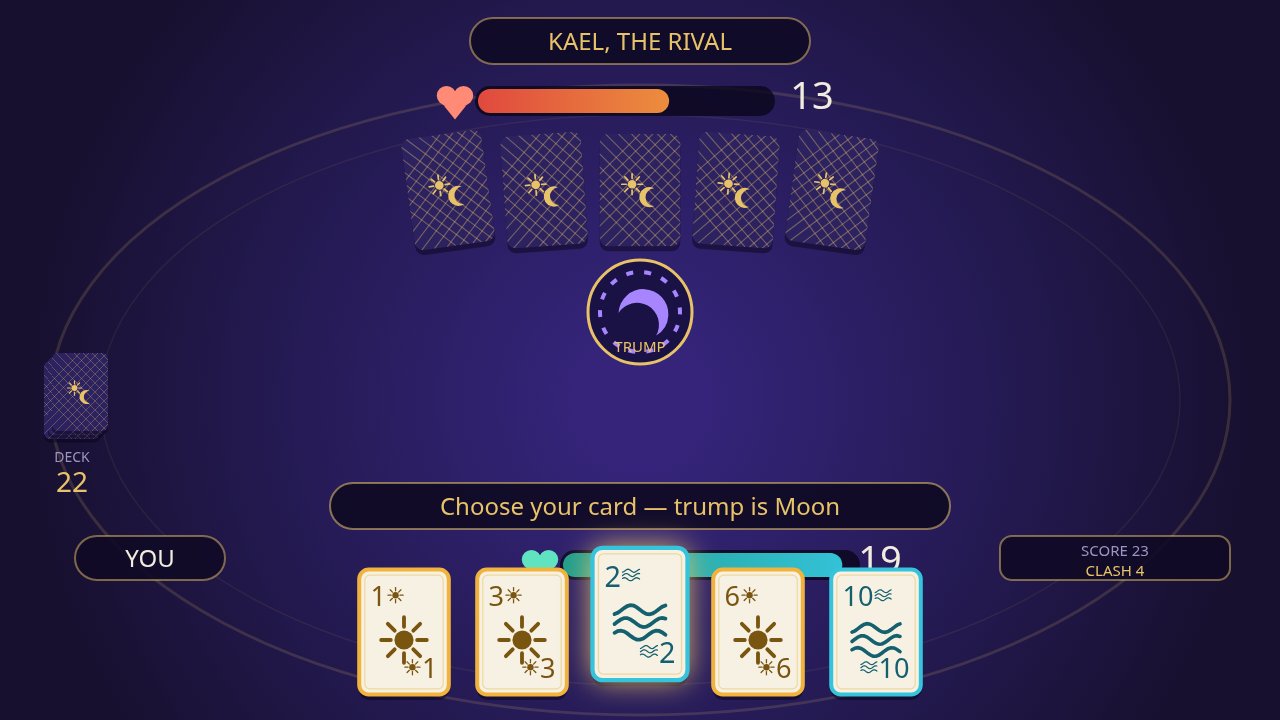 KAEL, THE RIVAL
13
TRUMP
DECK
22
Choose your card — trump is Moon
YOU
19
SCORE 23
CLASH 4
1
1
3
3
2
2
6
6
10
10